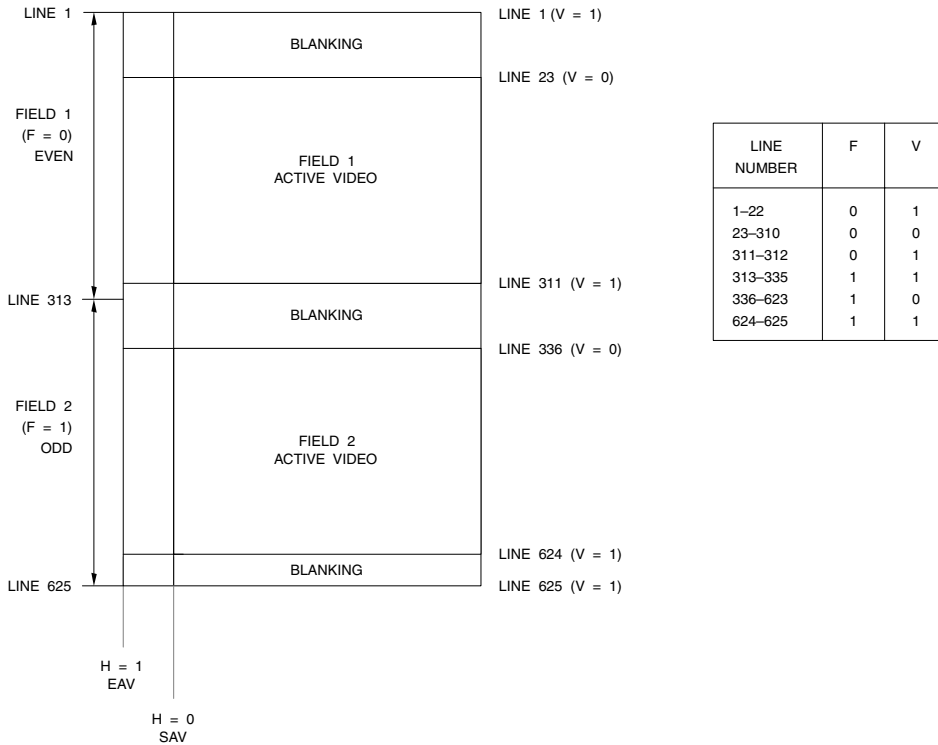 LINE 1
FIELD 1
(F = 0)
EVEN
LINE 313
FIELD 2
(F = 1)
ODD
LINE 625
BLANKING
FIELD 1
ACTIVE VIDEO
BLANKING
FIELD 2
ACTIVE VIDEO
BLANKING
LINE 1 (V = 1)
LINE 23 (V = 0)
LINE 311 (V = 1)
LINE 336 (V = 0)
LINE 624 (V = 1)
LINE 625 (V = 1)
H = 1
EAV
H = 0
SAV
LINE NUMBER F V
1–22 0 1
23–310 0 0
311–312 0 1
313–335 1 1
336–623 1 0
624–625 1 1